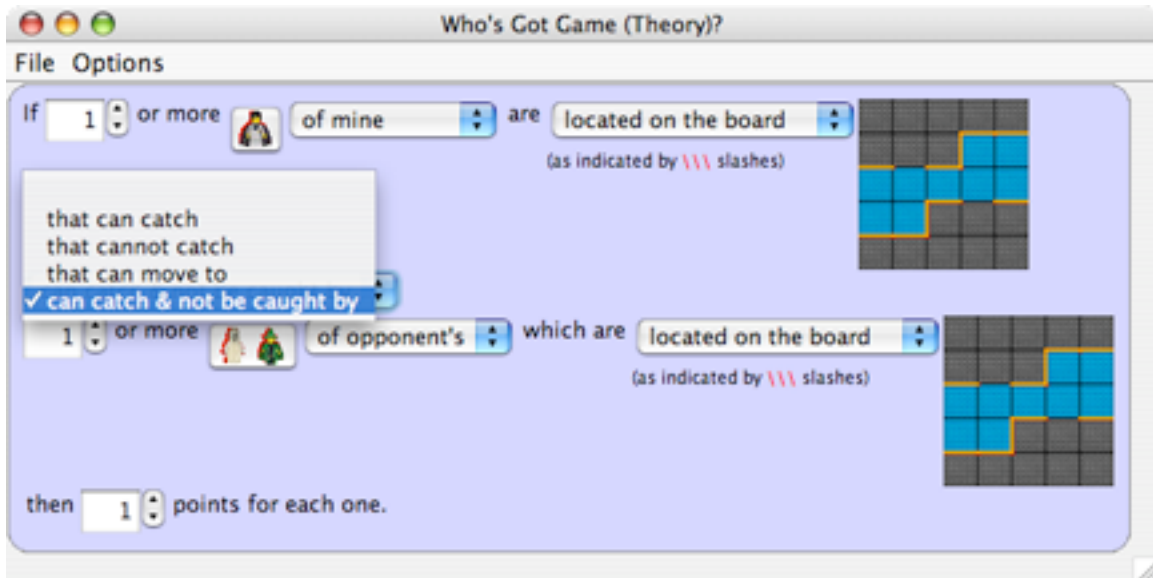 Who's Got Game (Theory)?
File Options
If 1 or more of mine are located on the board
(as indicated by \\\ slashes)
that can catch
that cannot catch
that can move to
✓ can catch & not be caught by
1 or more of opponent's which are located on the board
(as indicated by \\\ slashes)
then 1 points for each one.